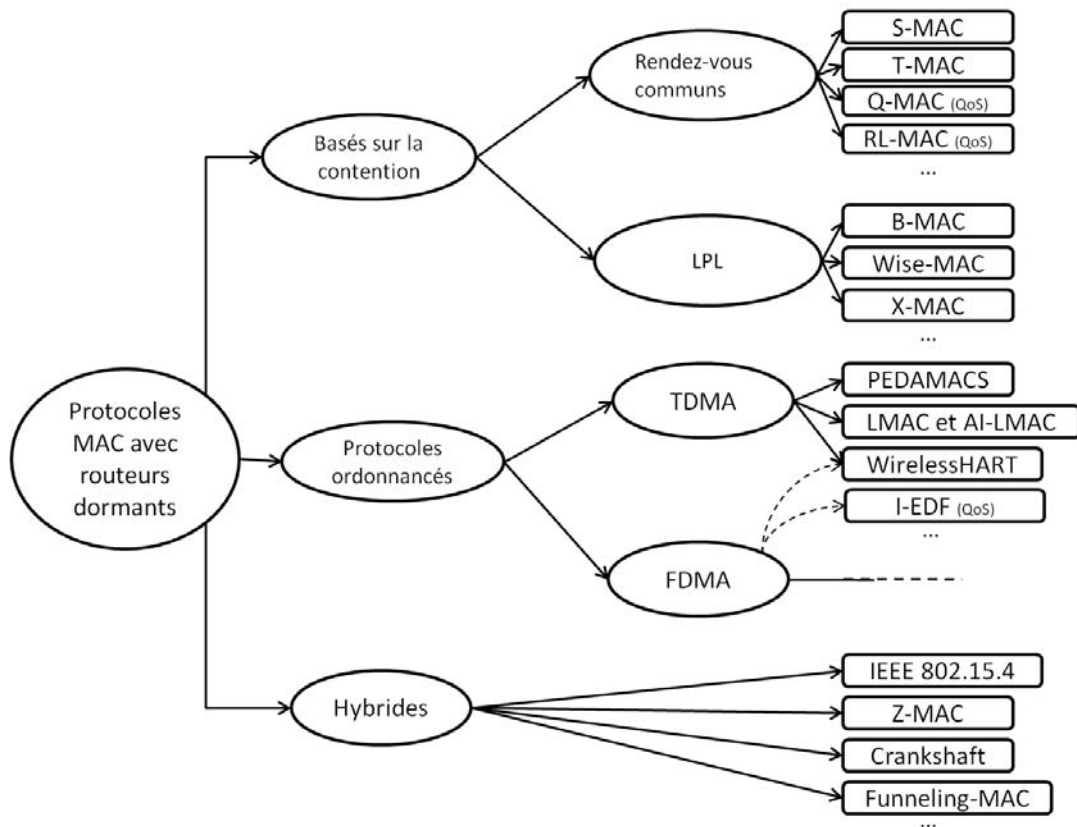 Protocoles
MAC avec
routeurs
dormants
Basés sur la
contention
Rendez-vous
communs
S-MAC
T-MAC
Q-MAC (QoS)
RL-MAC (QoS)
...
LPL
B-MAC
Wise-MAC
X-MAC
...
Protocoles
ordonnancés
TDMA
PEDAMACS
LMAC et AI-LMAC
WirelessHART
I-EDF (QoS)
...
FDMA
Hybrides
IEEE 802.15.4
Z-MAC
Crankshaft
Funneling-MAC
...